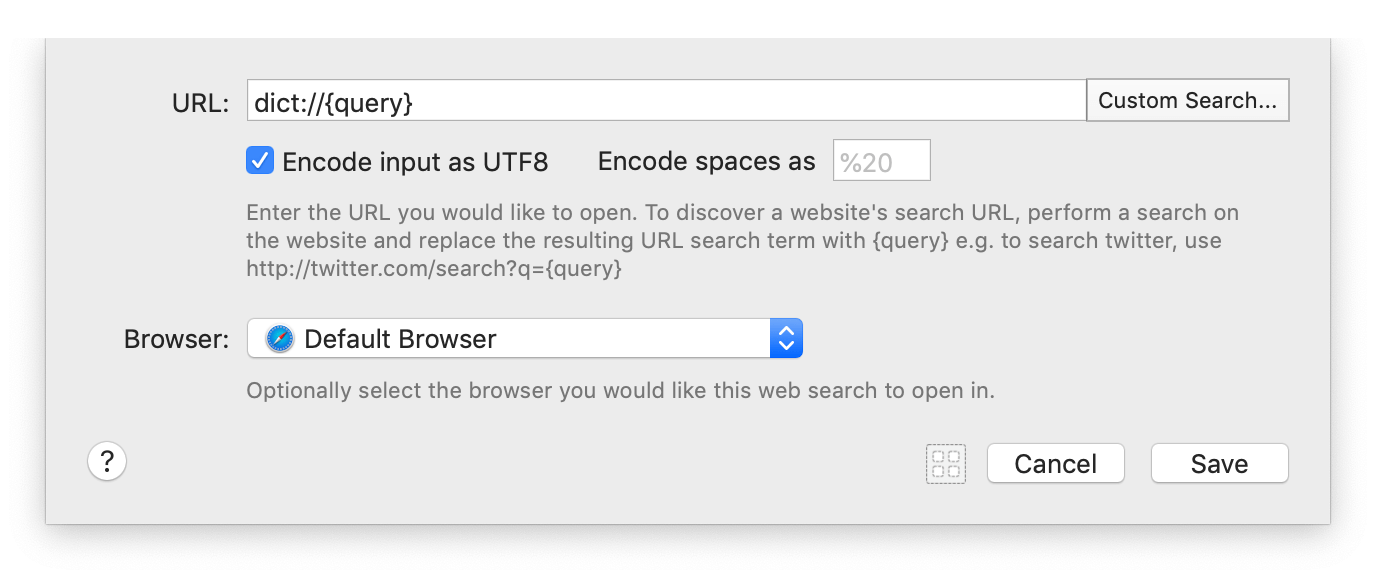 URL: dict://{query} Custom Search...
Encode input as UTF8 Encode spaces as %20
Enter the URL you would like to open. To discover a website's search URL, perform a search on
the website and replace the resulting URL search term with {query} e.g. to search twitter, use
http://twitter.com/search?q={query}
Browser: Default Browser
Optionally select the browser you would like this web search to open in.
? Cancel Save